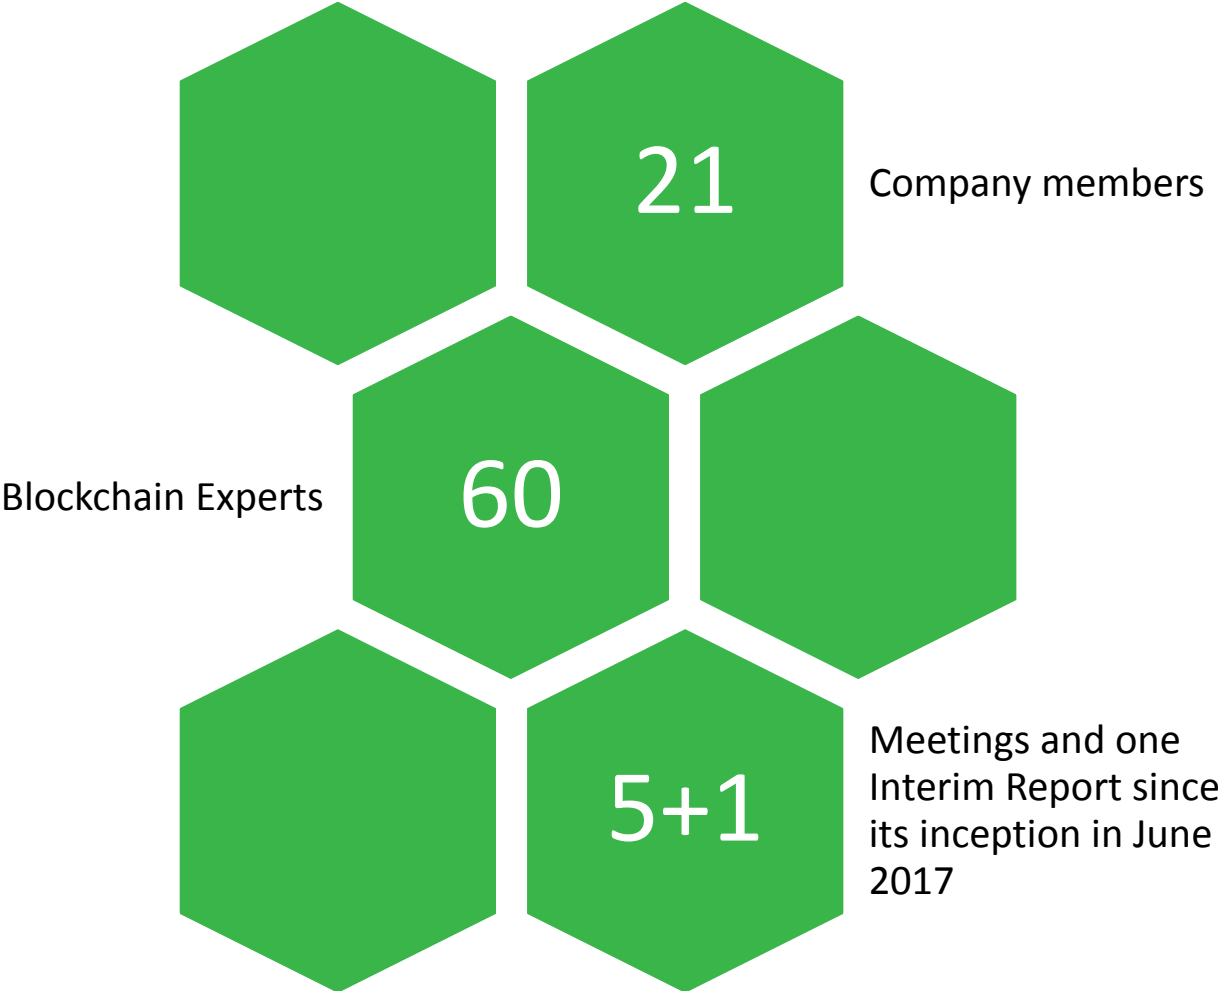 21
Company members
Blockchain Experts
60
5+1
Meetings and one
Interim Report since
its inception in June
2017